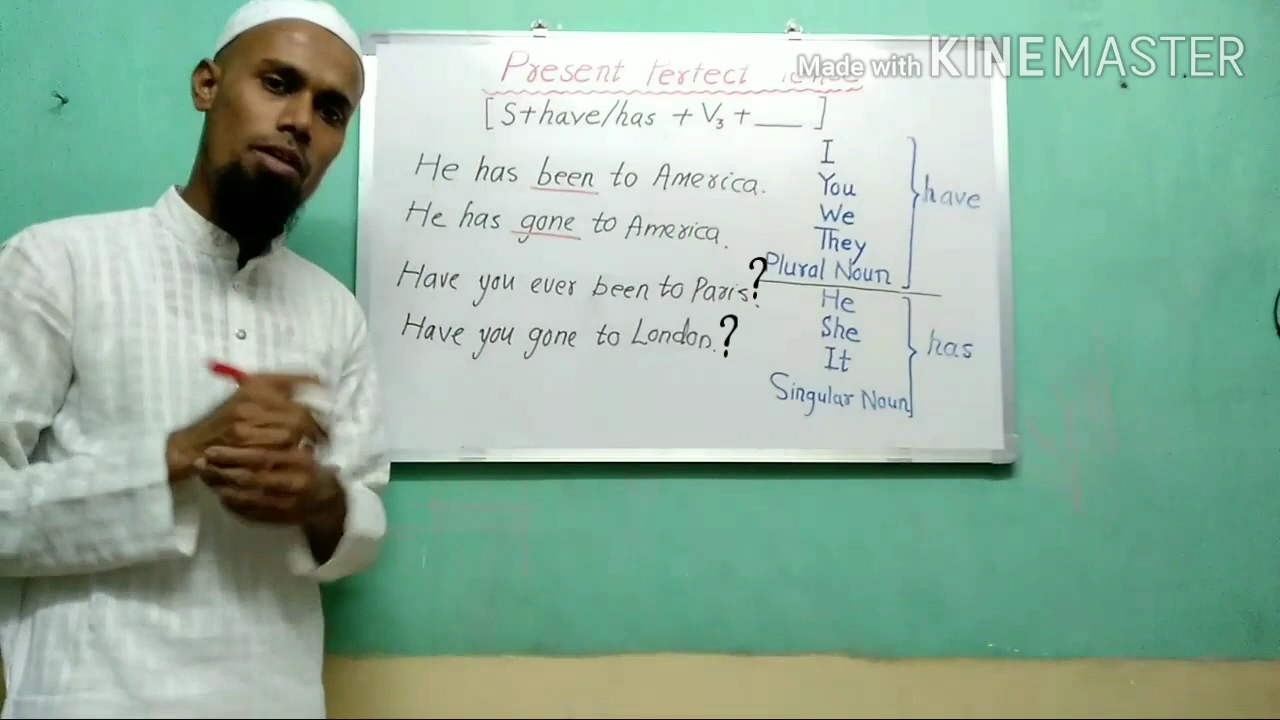 Made with KINEMASTER
Present Perfect
[ S+have/has + V₃ + ___ ]
He has been to America.
He has gone to America.
Have you ever been to Paris?
Have you gone to London.?
I
You
We
They
Plural Noun
have
He
She
It
Singular Noun
has